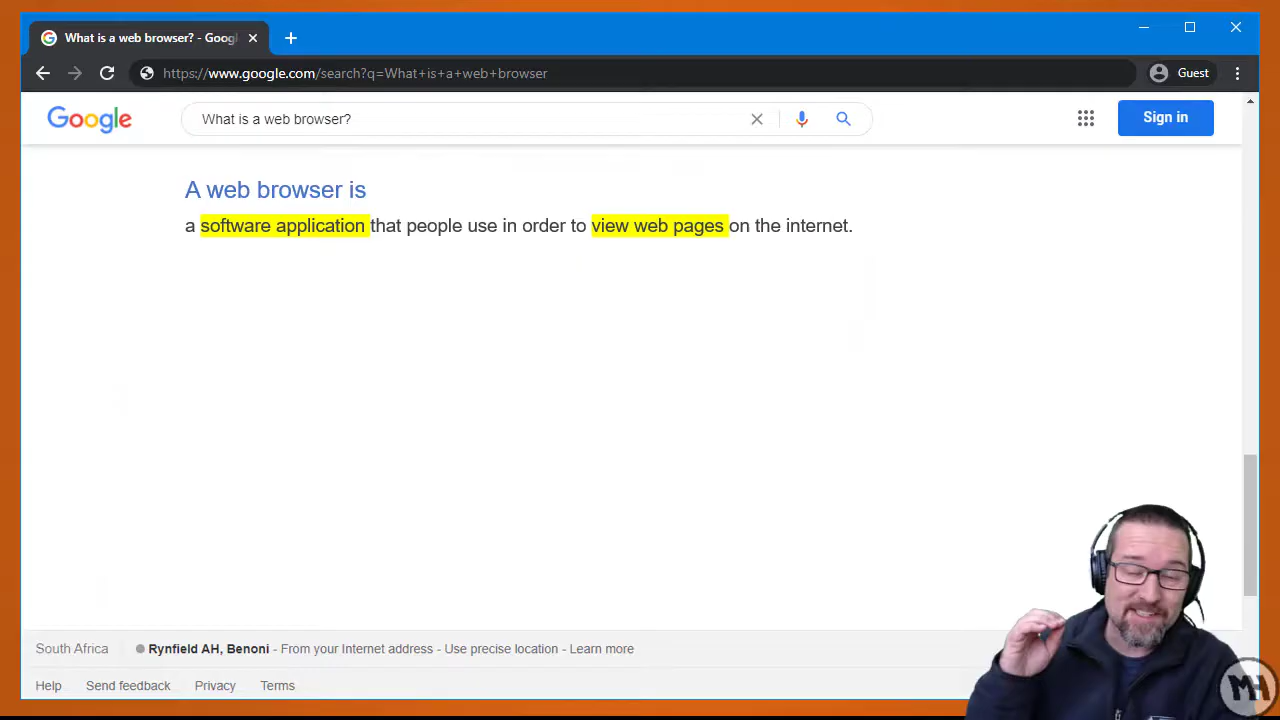 What is a web browser? - Goog
https://www.google.com/search?q=What+is+a+web+browser
Guest
Google
What is a web browser?
Sign in
A web browser is
a software application that people use in order to view web pages on the internet.
South Africa
Rynfield AH, Benoni - From your Internet address - Use precise location - Learn more
Help Send feedback Privacy Terms
MH